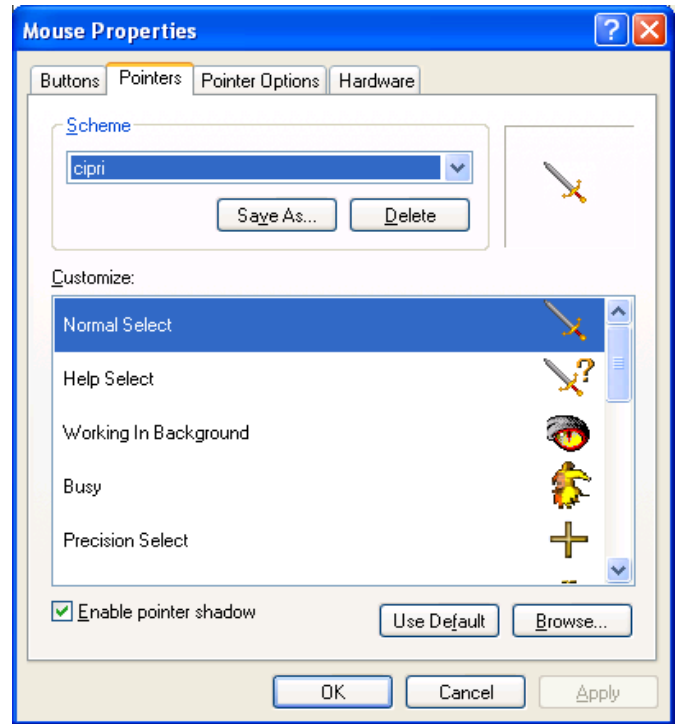 Mouse Properties
Buttons Pointers Pointer Options Hardware
Scheme
cipri
Save As... Delete
Customize:
Normal Select
Help Select
Working In Background
Busy
Precision Select
Enable pointer shadow
Use Default Browse...
OK Cancel Apply